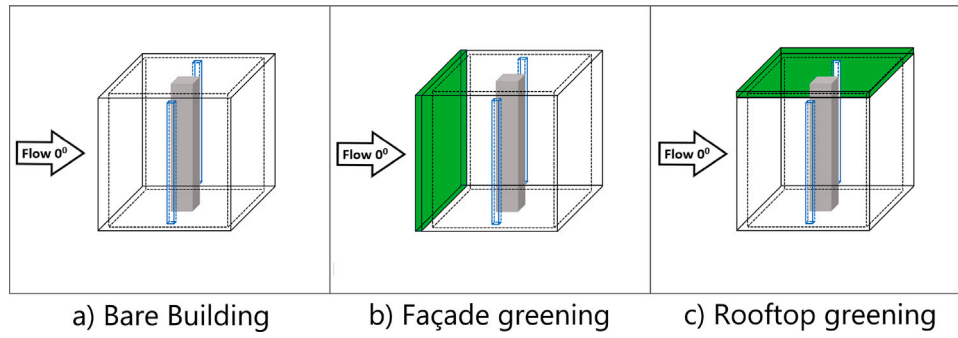 Flow 0⁰
Flow 0⁰
Flow 0⁰
a) Bare Building
b) Façade greening
c) Rooftop greening